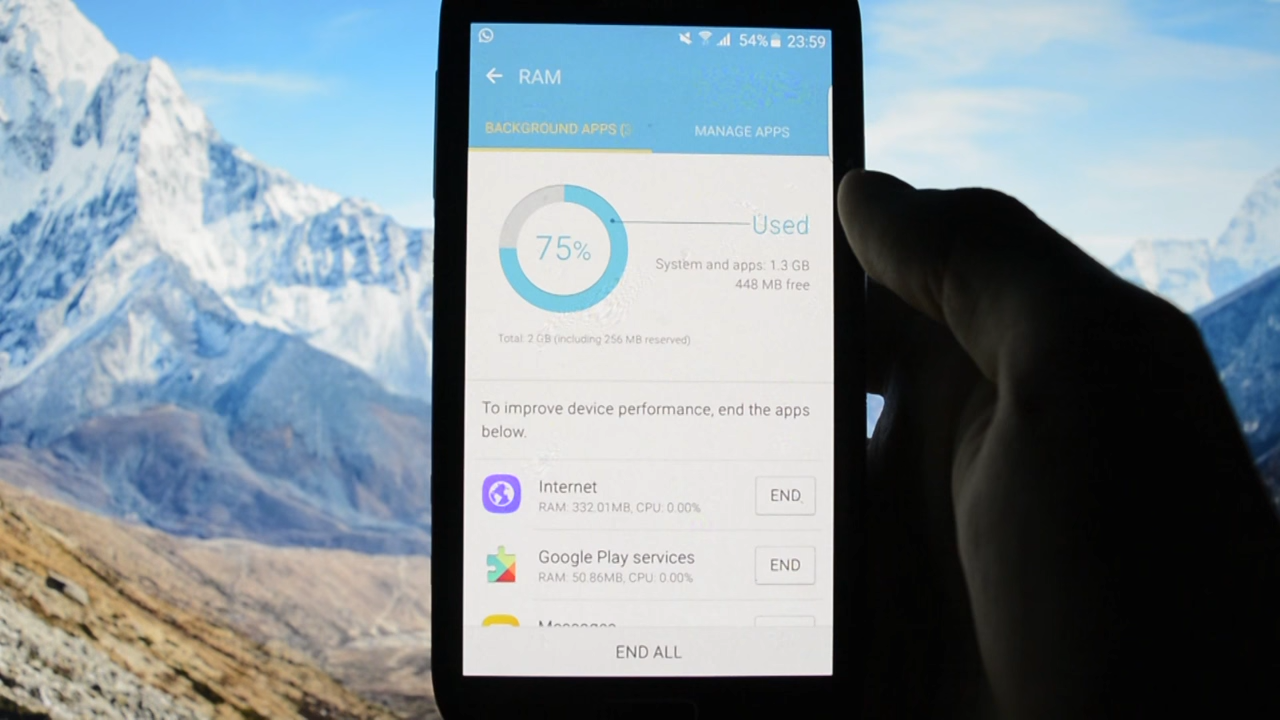 54% 23:59
RAM
BACKGROUND APPS (
MANAGE APPS
75%
Used
System and apps: 1.3 GB
448 MB free
Total: 2 GB (including 256 MB reserved)
To improve device performance, end the apps
below.
Internet
RAM: 332.01MB, CPU: 0.00%
END
Google Play services
RAM: 50.86MB, CPU: 0.00%
END
END ALL